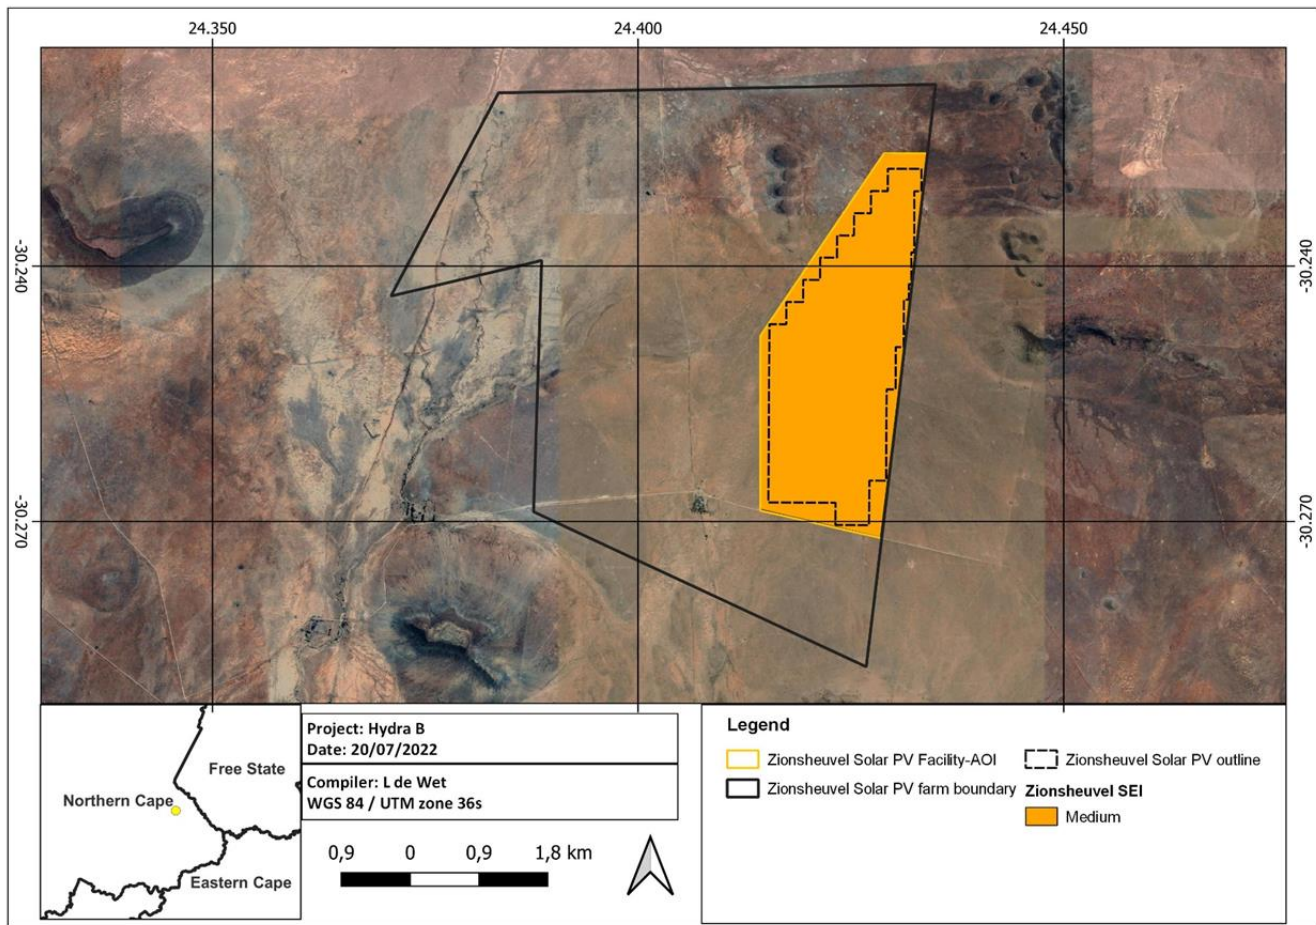 24.350
24.400
24.450
-30.240
-30.240
-30.270
-30.270
Free State
Northern Cape
Eastern Cape
Project: Hydra B
Date: 20/07/2022
Compiler: L de Wet
WGS 84 / UTM zone 36s
0,9 0 0,9 1,8 km
Legend
Zionsheuvel Solar PV Facility-AOI
Zionsheuvel Solar PV farm boundary
Zionsheuvel Solar PV outline
Zionsheuvel SEI
Medium